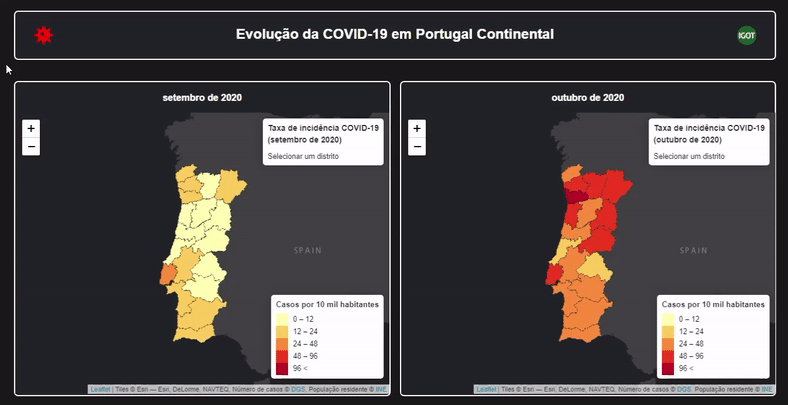 Evolução da COVID-19 em Portugal Continental
IGOT
setembro de 2020
+
−
Taxa de incidência COVID-19
(setembro de 2020)
Selecionar um distrito
SPAIN
Casos por 10 mil habitantes
0 – 12
12 – 24
24 – 48
48 – 96
96 <
Leaflet | Tiles © Esri — Esri, DeLorme, NAVTEQ, Número de casos © DGS, População residente © INE
outubro de 2020
+
−
Taxa de incidência COVID-19
(outubro de 2020)
Selecionar um distrito
SPAIN
Casos por 10 mil habitantes
0 – 12
12 – 24
24 – 48
48 – 96
96 <
Leaflet | Tiles © Esri — Esri, DeLorme, NAVTEQ, Número de casos © DGS, População residente © INE